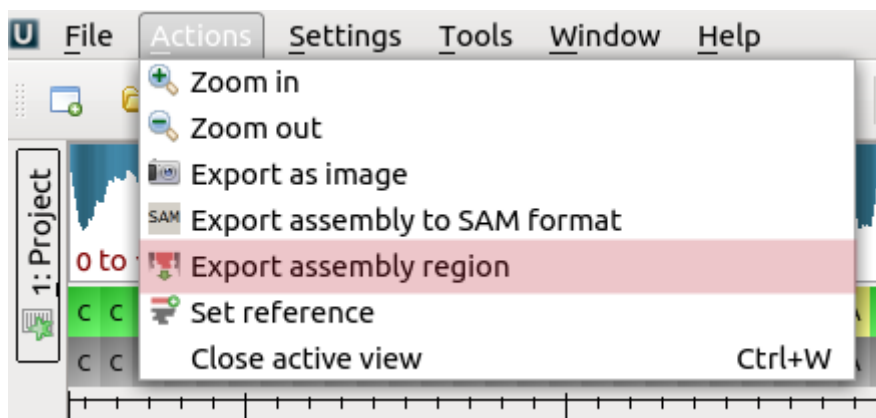 U File Actions Settings Tools Window Help
Zoom in
Zoom out
Export as image
SAM Export assembly to SAM format
1: Project
0 to
Export assembly region
C C
Set reference
C C
Close active view Ctrl+W